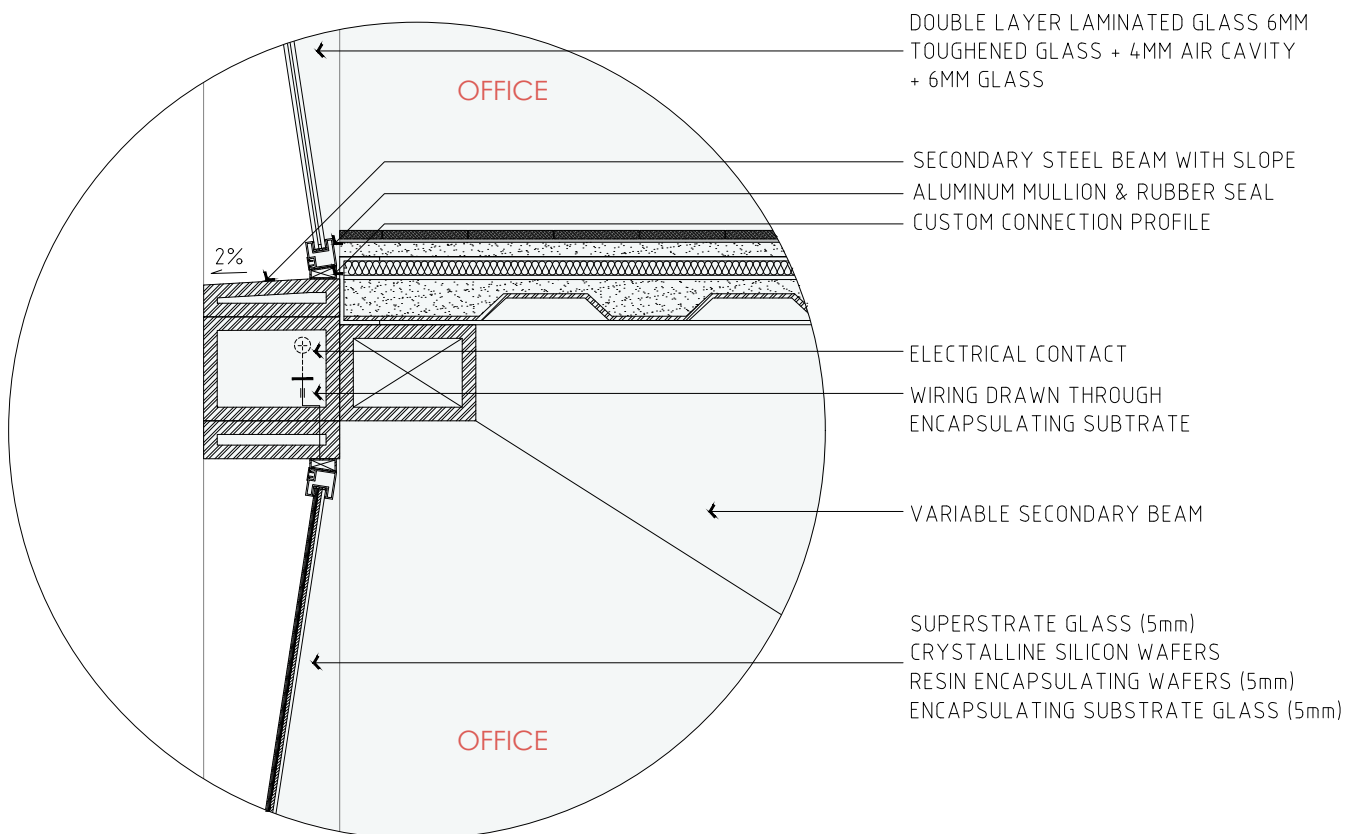 DOUBLE LAYER LAMINATED GLASS 6MM
TOUGHENED GLASS + 4MM AIR CAVITY
+ 6MM GLASS
OFFICE
SECONDARY STEEL BEAM WITH SLOPE
ALUMINUM MULLION & RUBBER SEAL
CUSTOM CONNECTION PROFILE
2%
ELECTRICAL CONTACT
WIRING DRAWN THROUGH
ENCAPSULATING SUBTRATE
VARIABLE SECONDARY BEAM
SUPERSTRATE GLASS (5mm)
CRYSTALLINE SILICON WAFERS
RESIN ENCAPSULATING WAFERS (5mm)
ENCAPSULATING SUBSTRATE GLASS (5mm)
OFFICE